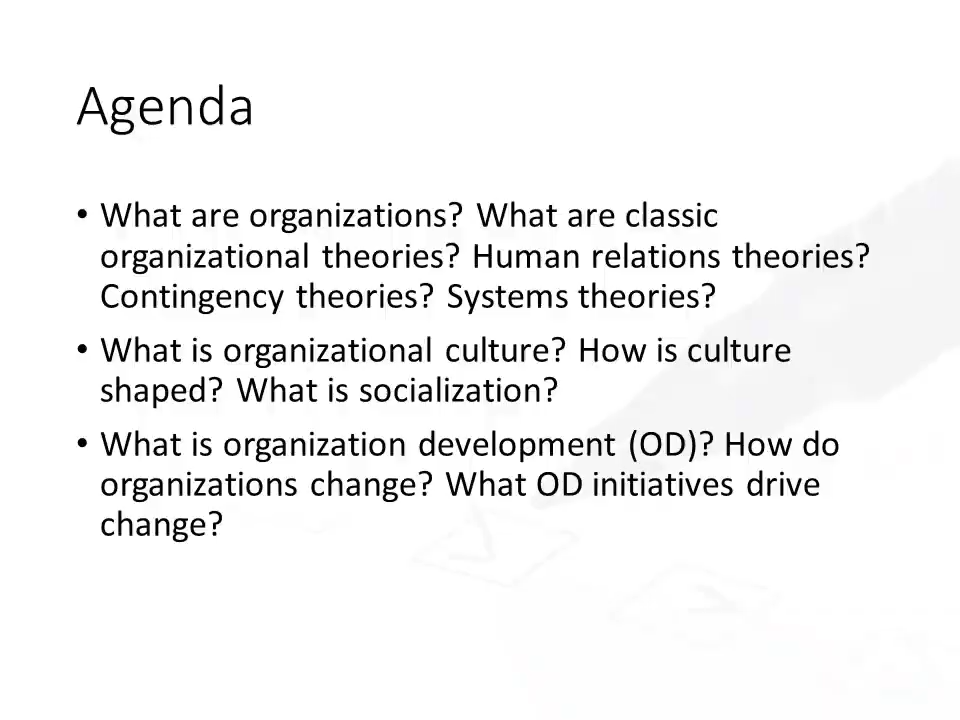 Agenda
• What are organizations? What are classic
organizational theories? Human relations theories?
Contingency theories? Systems theories?
• What is organizational culture? How is culture
shaped? What is socialization?
• What is organization development (OD)? How do
organizations change? What OD initiatives drive
change?